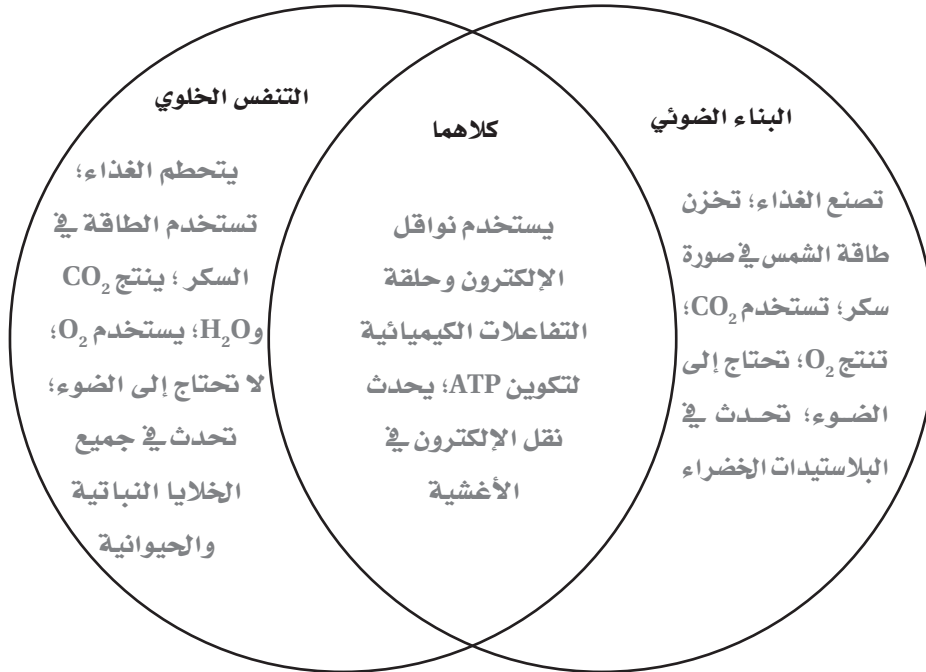 البناء الضوئي
تصنع الغذاء؛ تخزن
طاقة الشمس في صورة
سكر؛ تستخدم CO₂؛
تنتج O₂؛ تحتاج إلى
الضوء؛ تحدث في
البلاستيدات الخضراء
كلاهما
يستخدم نواقل
الإلكترون وحلقة
التفاعلات الكيميائية
لتكوين ATP؛ يحدث
نقل الإلكترون في
الأغشية
التنفس الخلوي
يتحطم الغذاء؛
تستخدم الطاقة في
السكر؛ ينتج CO₂
وH₂O؛ يستخدم O₂؛
لا تحتاج إلى الضوء؛
تحدث في جميع
الخلايا النباتية
والحيوانية